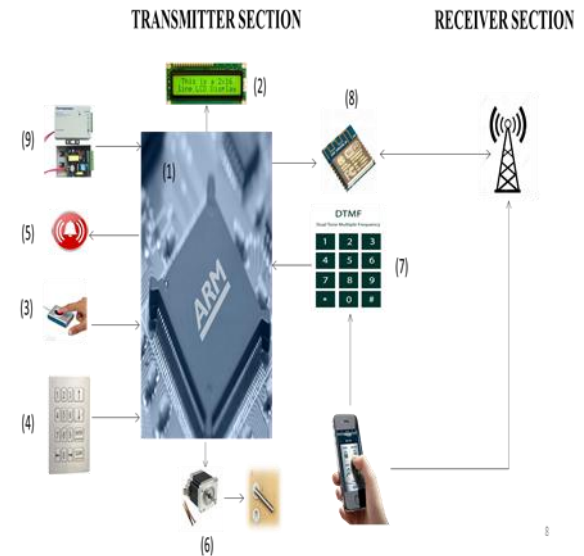 TRANSMITTER SECTION
RECEIVER SECTION
This is a 2x16
line LCD Display
(2)
(8)
(9)
(1)
DTMF
Dual Tone Multiple Frequency
1 2 3
4 5 6
7 8 9
* 0 #
(7)
(5)
ARM
(3)
(4)
(6)
8